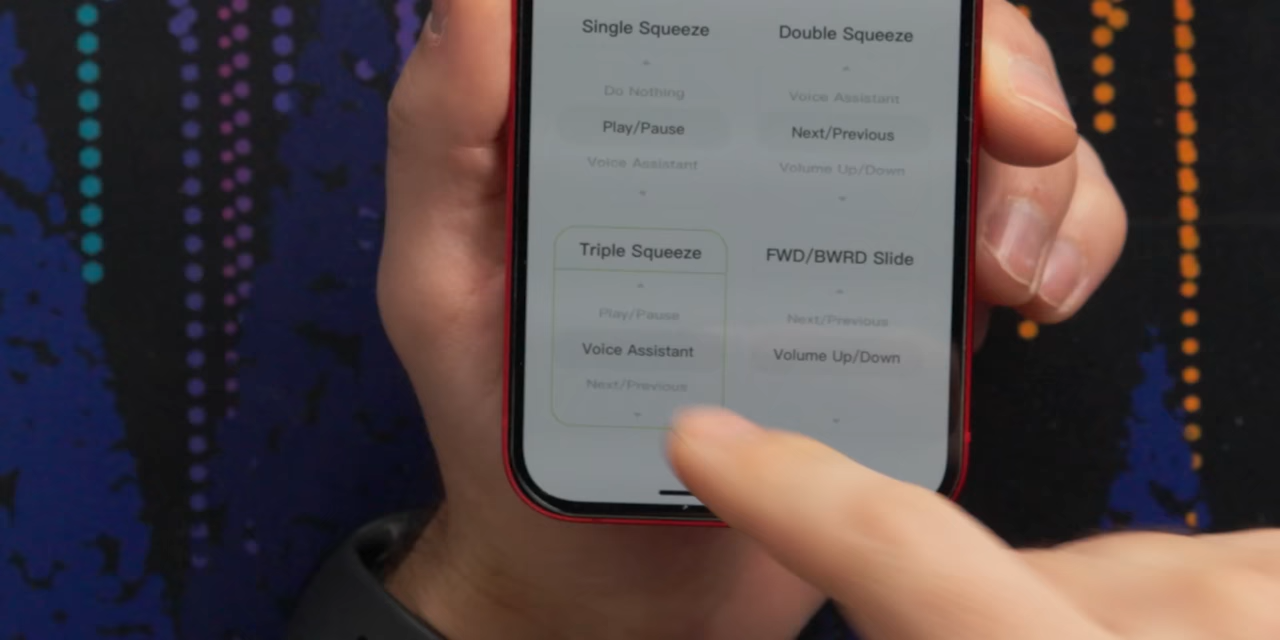 Single Squeeze
Do Nothing
Play/Pause
Voice Assistant
Double Squeeze
Voice Assistant
Next/Previous
Volume Up/Down
Triple Squeeze
Play/Pause
Voice Assistant
Next/Previous
FWD/BWRD Slide
Next/Previous
Volume Up/Down